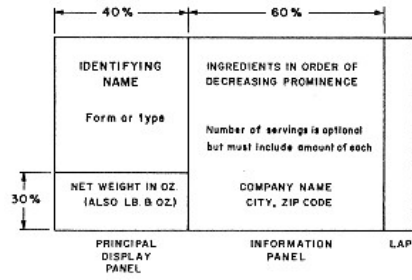 40%
60%
IDENTIFYING
NAME
Form or type
INGREDIENTS IN ORDER OF
DECREASING PROMINENCE
Number of servings is optional
but must include amount of each
30%
NET WEIGHT IN OZ.
(ALSO LB. & OZ.)
COMPANY NAME
CITY, ZIP CODE
PRINCIPAL
DISPLAY
PANEL
INFORMATION
PANEL
LAP